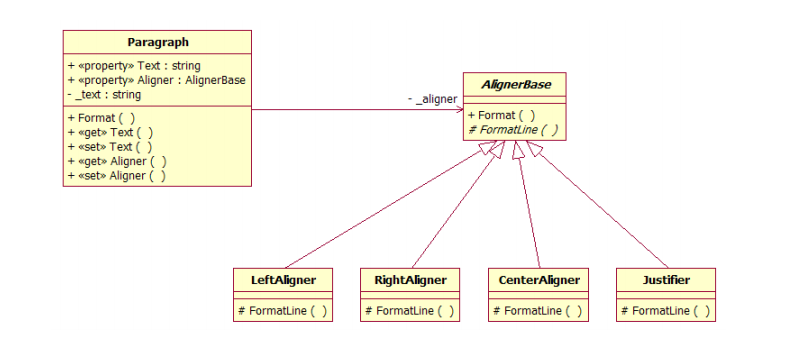 Paragraph
+ «property» Text : string
+ «property» Aligner : AlignerBase
- _text : string
+ Format ( )
+ «get» Text ( )
+ «set» Text ( )
+ «get» Aligner ( )
+ «set» Aligner ( )
- _aligner
AlignerBase
+ Format ( )
# FormatLine ( )
LeftAligner
# FormatLine ( )
RightAligner
# FormatLine ( )
CenterAligner
# FormatLine ( )
Justifier
# FormatLine ( )